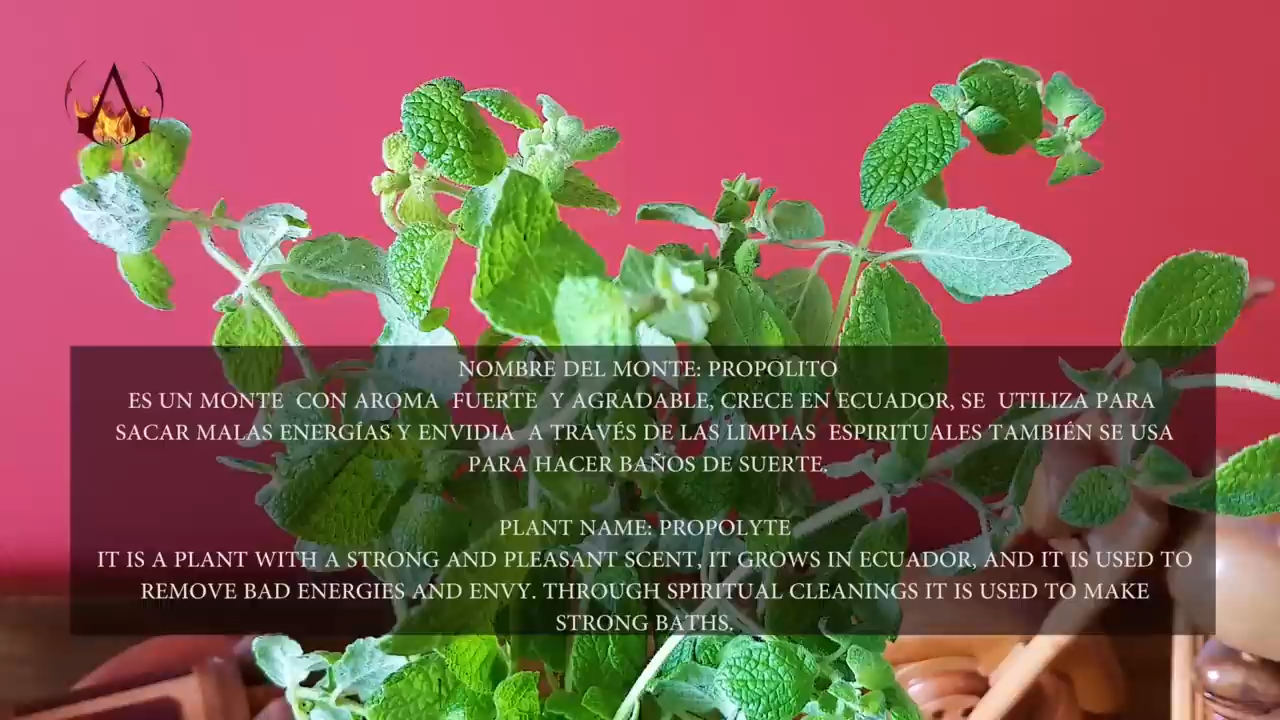 UNO
NOMBRE DEL MONTE: PROPOLITO
ES UN MONTE CON AROMA FUERTE Y AGRADABLE, CRECE EN ECUADOR, SE UTILIZA PARA
SACAR MALAS ENERGÍAS Y ENVIDIA A TRAVÉS DE LAS LIMPIAS ESPIRITUALES TAMBIÉN SE USA
PARA HACER BAÑOS DE SUERTE.
PLANT NAME: PROPOLYTE
IT IS A PLANT WITH A STRONG AND PLEASANT SCENT, IT GROWS IN ECUADOR, AND IT IS USED TO
REMOVE BAD ENERGIES AND ENVY. THROUGH SPIRITUAL CLEANINGS IT IS USED TO MAKE
STRONG BATHS.